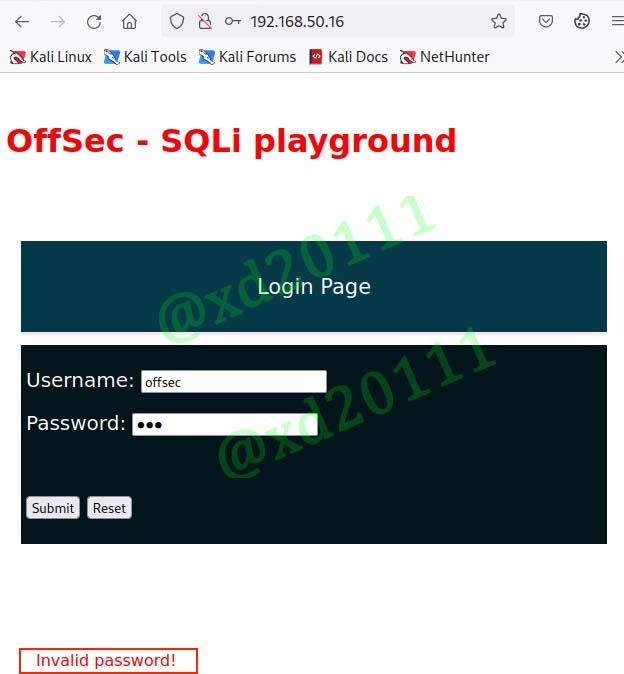 192.168.50.16
Kali Linux Kali Tools Kali Forums Kali Docs NetHunter
OffSec - SQLi playground
@xd20111
Login Page
@xd20111
Username: offsec
Password: •••
Submit Reset
Invalid password!